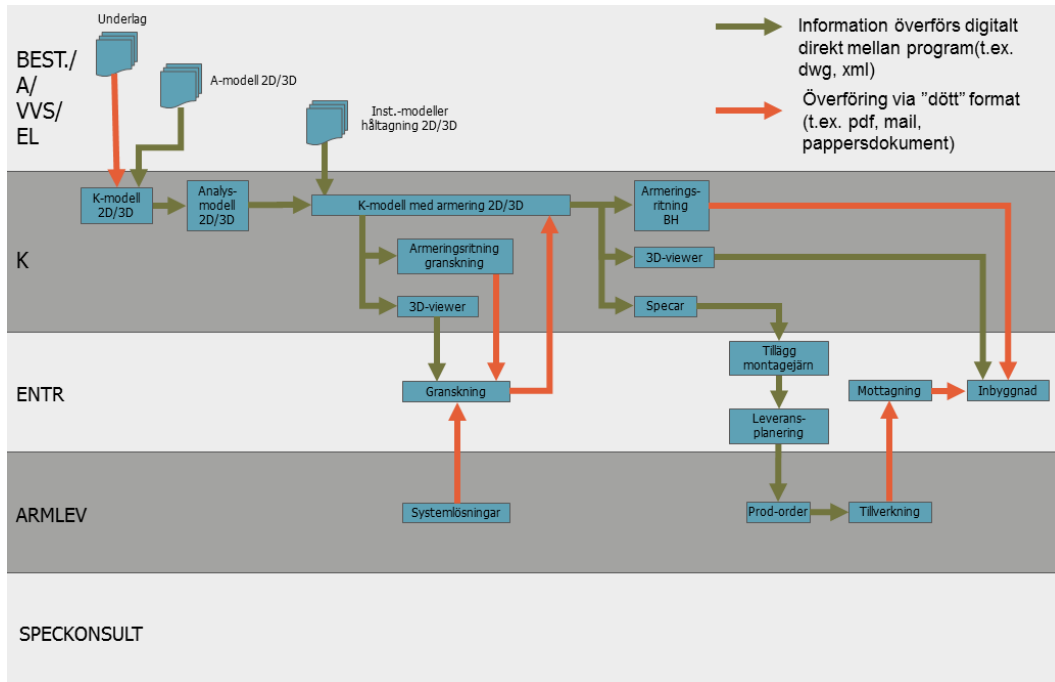 Underlag
BEST./
A/
VVS/
EL
A-modell 2D/3D
Inst.-modeller
håltagning 2D/3D
Information överförs digitalt
direkt mellan program(t.ex.
dwg, xml)
Överföring via ”dött” format
(t.ex. pdf, mail,
pappersdokument)
K
K-modell
2D/3D
Analys-
modell
2D/3D
K-modell med armering 2D/3D
Armerings-
ritning
BH
Armeringsritning
granskning
3D-viewer
3D-viewer
Specar
ENTR
Tillägg
montagejärn
Granskning
Mottagning
Inbyggnad
Leverans-
planering
ARMLEV
Systemlösningar
Prod-order
Tillverkning
SPECKONSULT